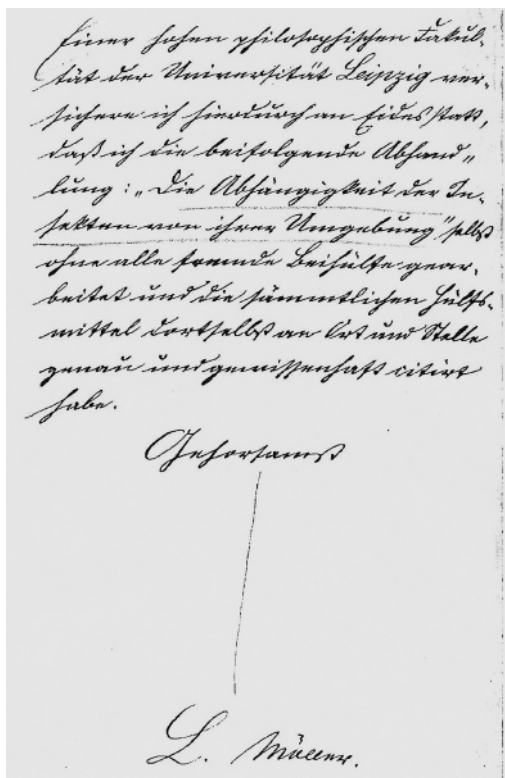 Einer hohen philosophischen Fakul-
tät der Universität Leipzig ver-
sichere ich hierdurch an Eides statt,
daß ich die beifolgende Abhand„
lung: „Die Abhängigkeit der In-
sekten von ihrer Umgebung" selbst
ohne alle fremde Beihülfe gear-
beitet und die sämmtlichen Hülfs-
mittel dortselbst an Ort und Stelle
genau und gewissenhaft citirt
habe.
Gehorsamst
L. Möller.